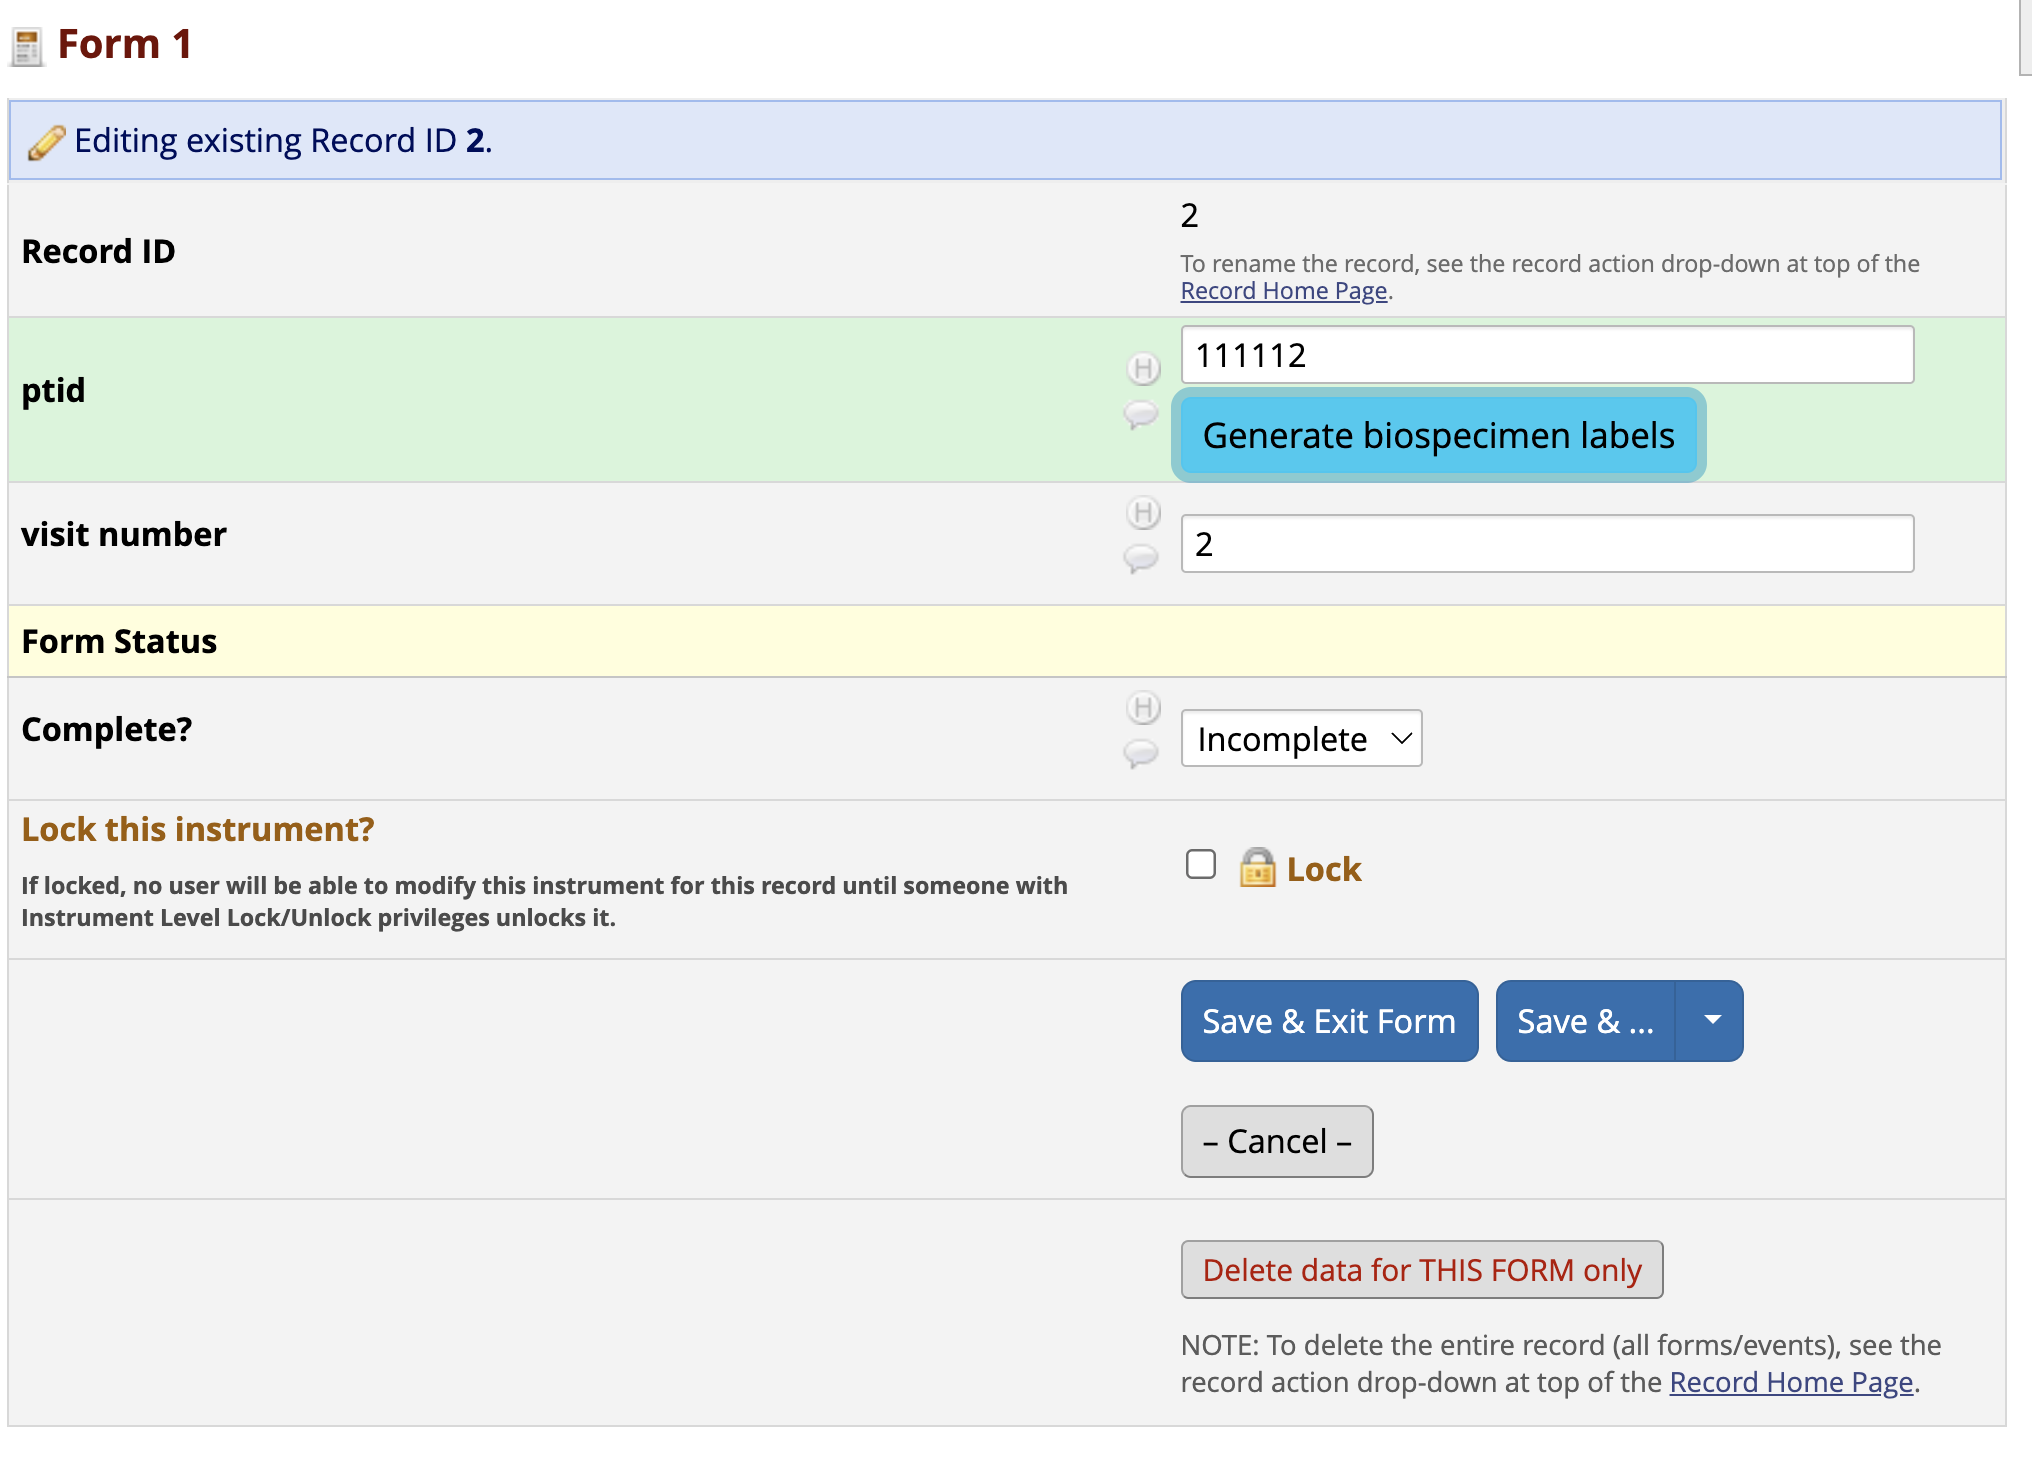 Form 1
Editing existing Record ID 2.
Record ID
2
To rename the record, see the record action drop-down at top of the
Record Home Page.
ptid
H
111112
Generate biospecimen labels
visit number
H
2
Form Status
Complete?
H
Incomplete
Lock this instrument?
If locked, no user will be able to modify this instrument for this record until someone with
Instrument Level Lock/Unlock privileges unlocks it.
Lock
Save & Exit Form
Save & ...
– Cancel –
Delete data for THIS FORM only
NOTE: To delete the entire record (all forms/events), see the
record action drop-down at top of the Record Home Page.